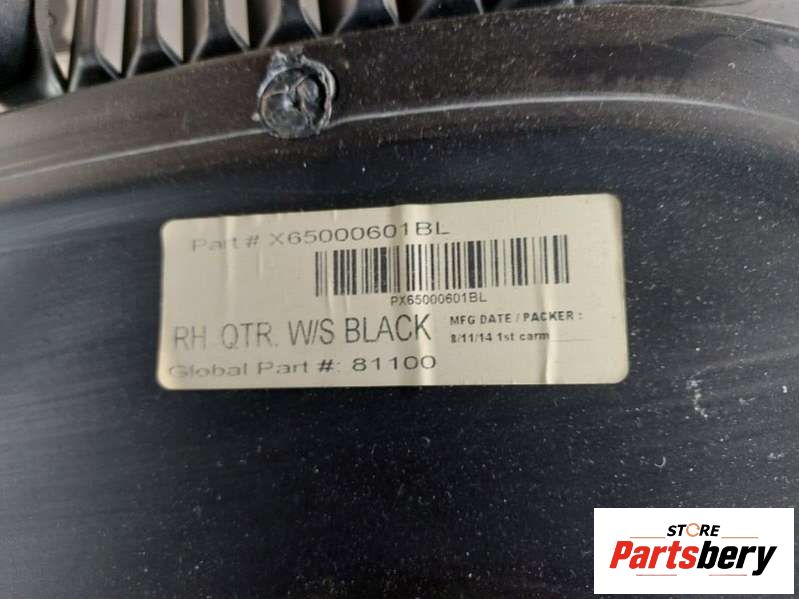 Part # X65000601BL
PX65000601BL
RH. QTR. W/S BLACK
MFG DATE / PACKER :
8/11/14 1st carm
Global Part #: 81100
STORE
Partsbery